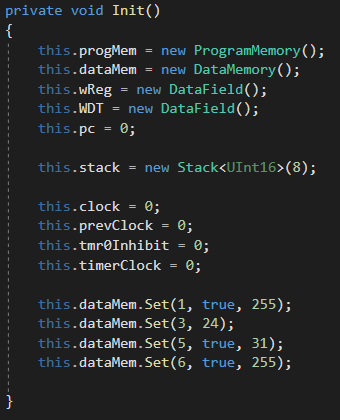 private void Init()
{
this.progMem = new ProgramMemory();
this.dataMem = new DataMemory();
this.wReg = new DataField();
this.WDT = new DataField();
this.pc = 0;
this.stack = new Stack<UInt16>(8);
this.clock = 0;
this.prevClock = 0;
this.tmr0Inhibit = 0;
this.timerClock = 0;
this.dataMem.Set(1, true, 255);
this.dataMem.Set(3, 24);
this.dataMem.Set(5, true, 31);
this.dataMem.Set(6, true, 255);
}